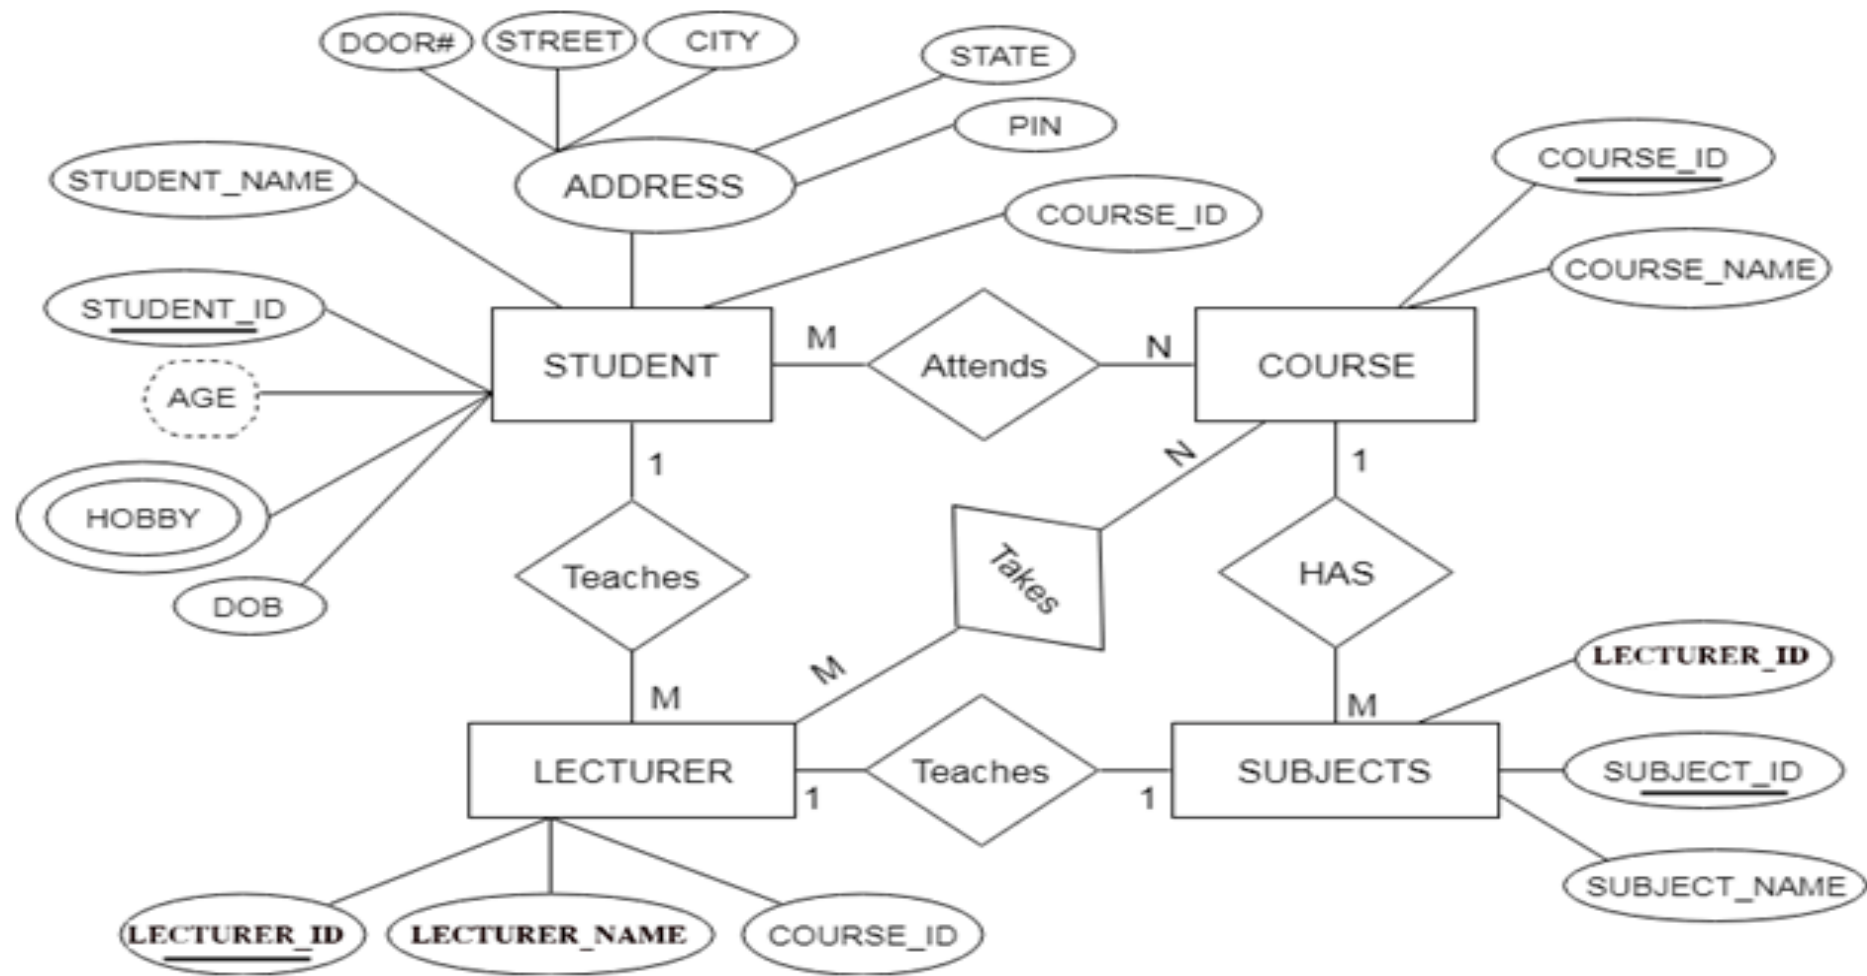 DOOR#
STREET
CITY
STATE
PIN
STUDENT_NAME
ADDRESS
COURSE_ID
COURSE_ID
COURSE_NAME
STUDENT_ID
AGE
HOBBY
DOB
STUDENT
M
Attends
N
COURSE
1
Teaches
M
N
Takes
M
1
HAS
M
LECTURER
1
Teaches
1
SUBJECTS
LECTURER_ID
SUBJECT_ID
SUBJECT_NAME
LECTURER_ID
LECTURER_NAME
COURSE_ID